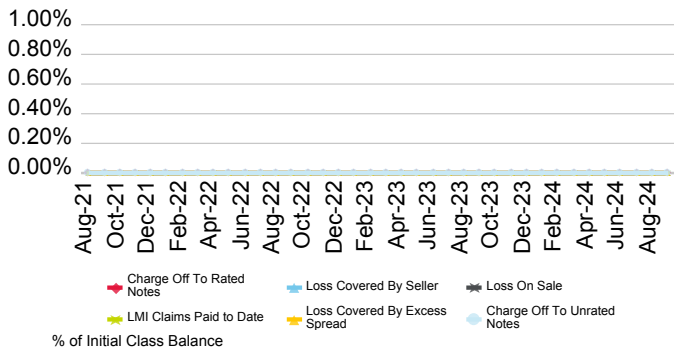 1.00%
0.80%
0.60%
0.40%
0.20%
0.00%
Aug-21
Oct-21
Dec-21
Feb-22
Apr-22
Jun-22
Aug-22
Oct-22
Dec-22
Feb-23
Apr-23
Jun-23
Aug-23
Oct-23
Dec-23
Feb-24
Apr-24
Jun-24
Aug-24
Charge Off To Rated
Notes
Loss Covered By Seller
Loss On Sale
LMI Claims Paid to Date
Loss Covered By Excess
Spread
Charge Off To Unrated
Notes
% of Initial Class Balance